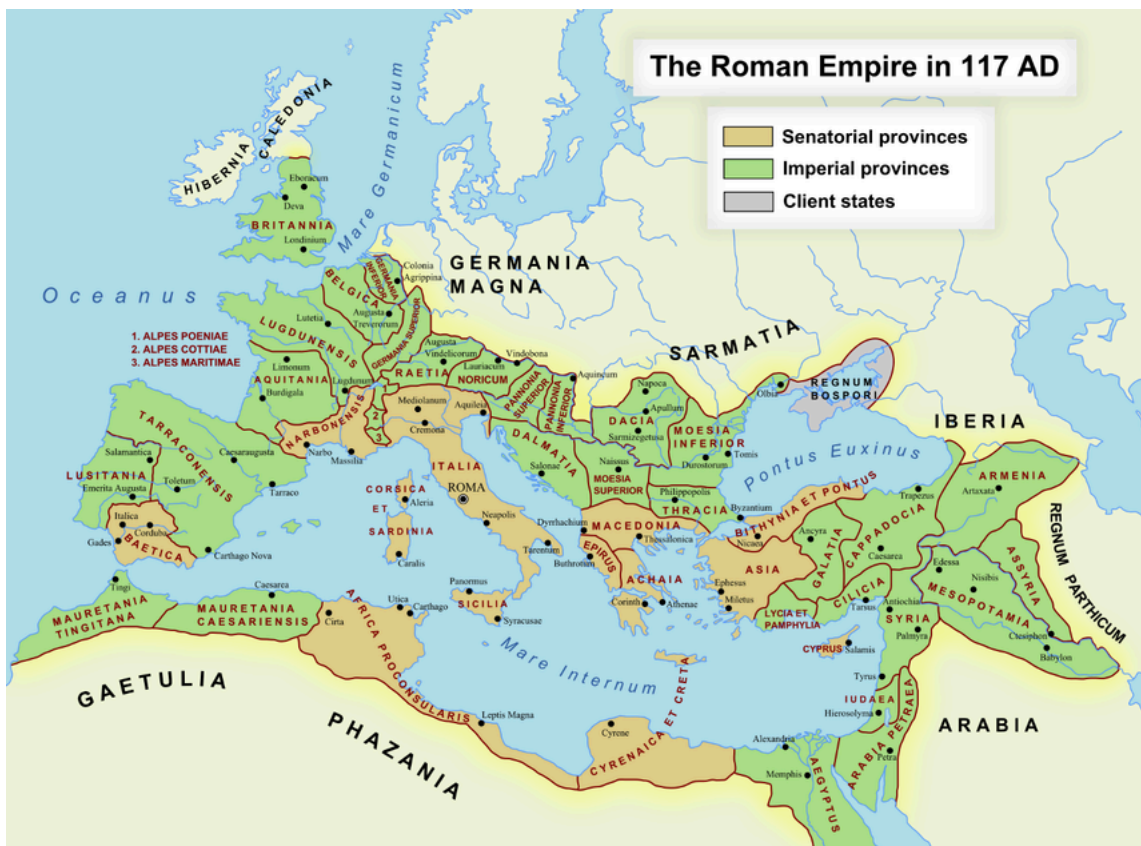 The Roman Empire in 117 AD
Senatorial provinces
Imperial provinces
Client states
HIBERNIA
CALEDONIA
Mare Germanicum
Oceanus
Eboracum
Deva
BRITANNIA
Londinium
GERMANIA
MAGNA
SARMATIA
GERMANIA
INFERIOR
Colonia
Agrippina
BELGICA
Augusta
Treverorum
Lutetia
LUGDUNENSIS
GERMANIA SUPERIOR
1. ALPES POENIAE
2. ALPES COTTIAE
3. ALPES MARITIMAE
Augusta
Vindelicorum
Lauriacum
Vindobona
Aquincum
RAETIA
NORICUM
PANNONIA
SUPERIOR
PANNONIA
INFERIOR
Limonum
AQUITANIA
Burdigala
Lugdunum
1
2
3
NARBONENSIS
Narbo
Massilia
Mediolanum
Cremona
Aquileia
ITALIA
ROMA
Neapolis
Tarentum
DALMATIA
Salonae
Napoca
Apullum
DACIA
Sarmizegetusa
MOESIA
INFERIOR
Durostorum
Tomis
Olbia
REGNUM
BOSPORI
Naissus
MOESIA
SUPERIOR
Philippopolis
THRACIA
Byzantium
Pontus Euxinus
IBERIA
ARMENIA
Artaxata
REGNUM PARTHICUM
TARRACONENSIS
Salamantica
Caesaraugusta
LUSITANIA
Toletum
Emerita Augusta
Tarraco
Italica
Corduba
Gades
BAETICA
Carthago Nova
CORSICA
ET
SARDINIA
Aleria
Caralis
Dyrrhachium
MACEDONIA
Thessalonica
EPIRUS
Buthrotum
ACHAIA
Corinth
Athenae
BITHYNIA ET PONTUS
Nicaea
Trapezus
Ancyra
GALATIA
CAPPADOCIA
Caesarea
ASIA
Ephesus
Miletus
LYCIA ET
PAMPHYLIA
CILICIA
Tarsus
Edessa
Nisibis
ASSYRIA
MESOPOTAMIA
Ctesiphon
Babylon
Antiochia
SYRIA
Palmyra
CYPRUS
Salamis
Tyrus
IUDAEA
Hierosolyma
ARABIA PETRAEA
Petra
ARABIA
Tingi
MAURETANIA
TINGITANA
Caesarea
MAURETANIA
CAESARIENSIS
Cirta
Utica
Carthago
Panormus
SICILIA
Syracusae
AFRICA PROCONSULARIS
Leptis Magna
Mare Internum
GAETULIA
PHAZANIA
Cyrene
CYRENAICA ET CRETA
Alexandria
Memphis
AEGYPTUS